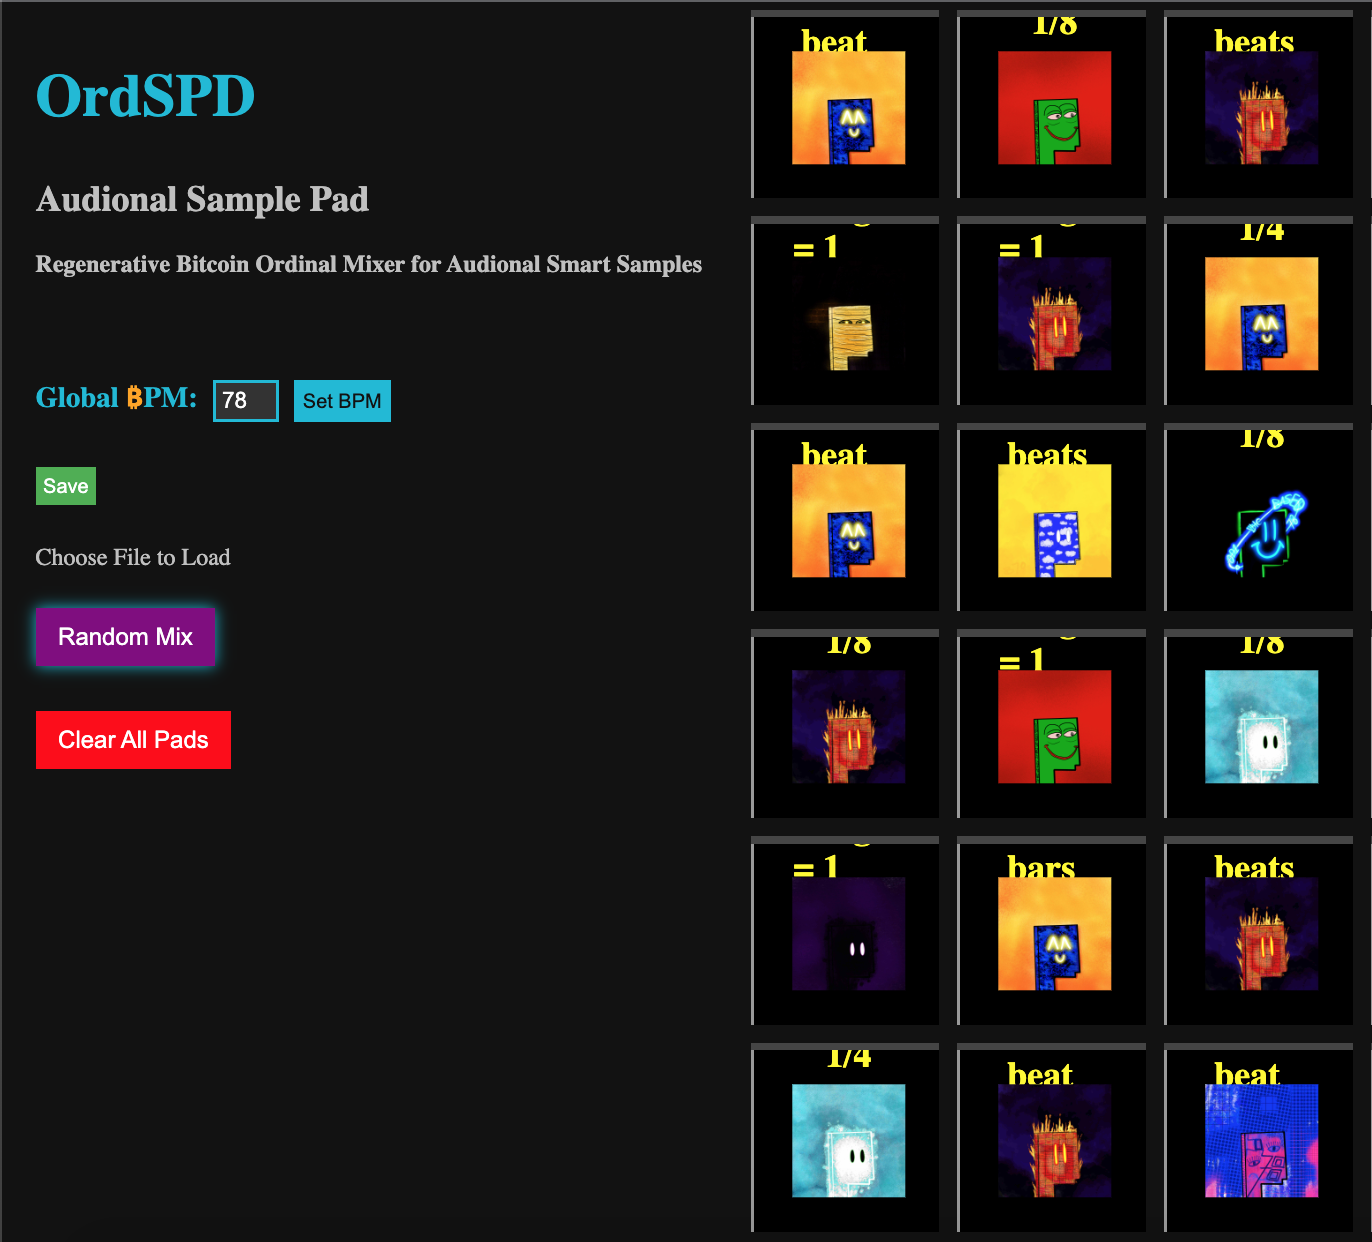 OrdSPD
Audional Sample Pad
Regenerative Bitcoin Ordinal Mixer for Audional Smart Samples
Global ₿PM: 78 Set BPM
Save
Choose File to Load
Random Mix
Clear All Pads
beat 1/8 beats
= 1 = 1 1/4
beat beats 1/8
1/8 = 1 1/8
= 1 bars beats
1/4 beat beat